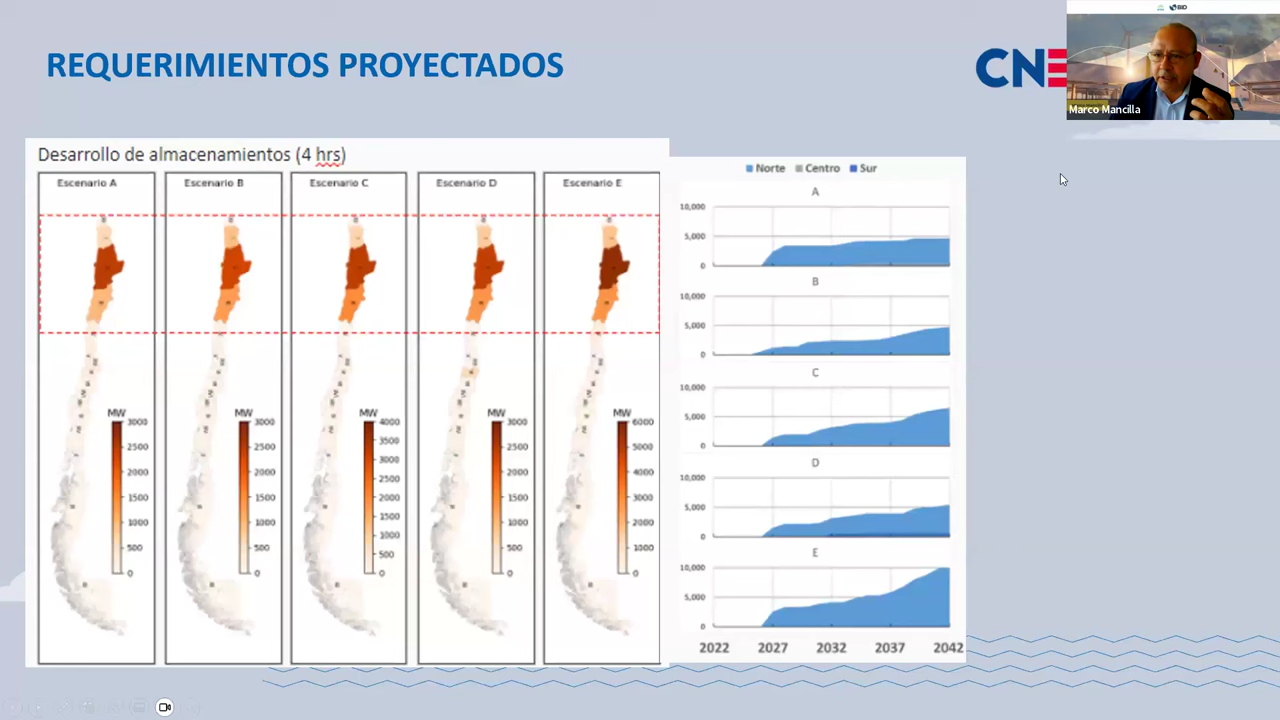 REQUERIMIENTOS PROYECTADOS
CNE
BID
Marco Mancilla
Desarrollo de almacenamientos (4 hrs)
Escenario A
Escenario B
Escenario C
Escenario D
Escenario E
MW
3000
2500
2000
1500
1000
500
0
MW
3000
2500
2000
1500
1000
500
0
MW
4000
3500
3000
2500
2000
1500
1000
500
0
MW
3000
2500
2000
1500
1000
500
0
MW
6000
5000
4000
3000
2000
1000
0
Norte Centro Sur
A
10,000
5,000
0
B
10,000
5,000
0
C
10,000
5,000
0
D
10,000
5,000
0
E
10,000
5,000
0
2022 2027 2032 2037 2042